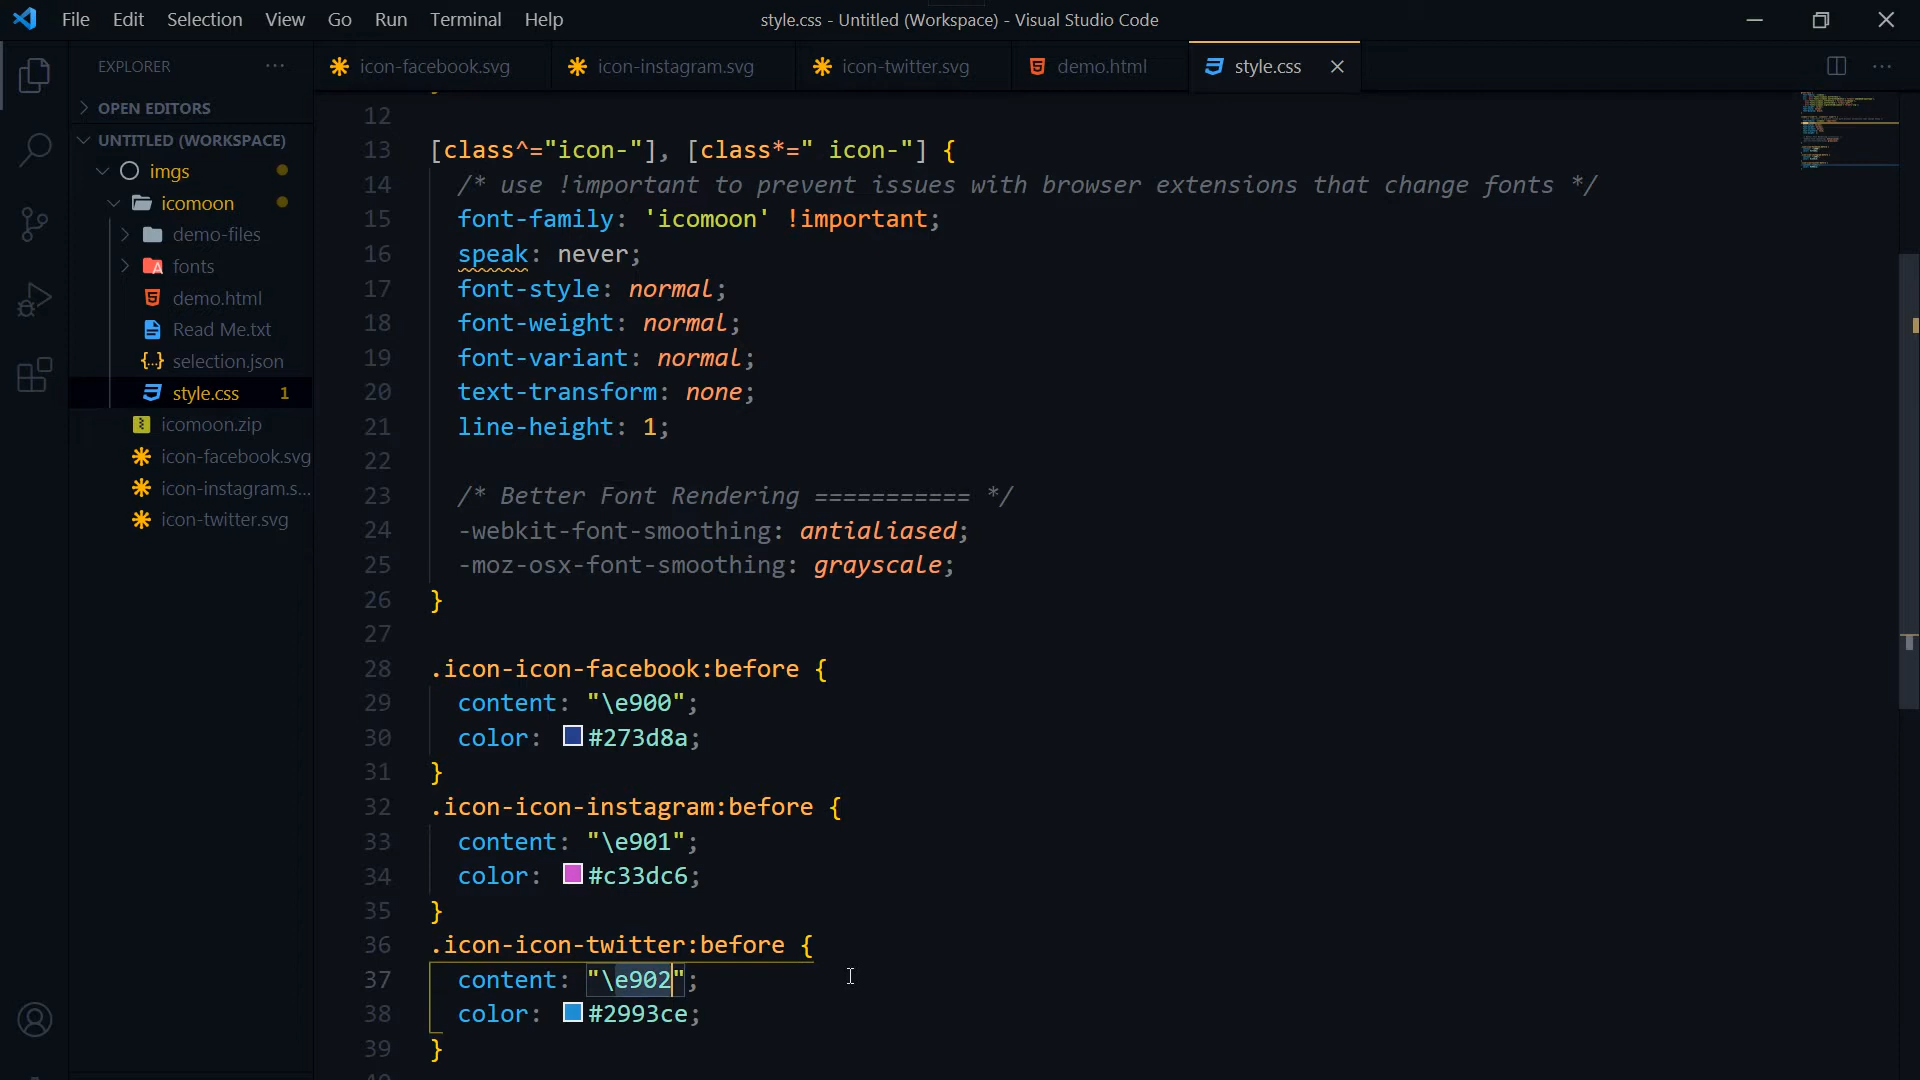 File Edit Selection View Go Run Terminal Help
style.css - Untitled (Workspace) - Visual Studio Code
EXPLORER
icon-facebook.svg
icon-instagram.svg
icon-twitter.svg
demo.html
style.css
OPEN EDITORS
UNTITLED (WORKSPACE)
imgs
icomoon
demo-files
fonts
demo.html
Read Me.txt
selection.json
style.css 1
icomoon.zip
icon-facebook.svg
icon-instagram.s...
icon-twitter.svg
12
13 [class^="icon-"], [class*=" icon-"] {
14 /* use !important to prevent issues with browser extensions that change fonts */
15 font-family: 'icomoon' !important;
16 speak: never;
17 font-style: normal;
18 font-weight: normal;
19 font-variant: normal;
20 text-transform: none;
21 line-height: 1;
22
23 /* Better Font Rendering =========== */
24 -webkit-font-smoothing: antialiased;
25 -moz-osx-font-smoothing: grayscale;
26 }
27
28 .icon-icon-facebook:before {
29 content: "\e900";
30 color: #273d8a;
31 }
32 .icon-icon-instagram:before {
33 content: "\e901";
34 color: #c33dc6;
35 }
36 .icon-icon-twitter:before {
37 content: "\e902";
38 color: #2993ce;
39 }